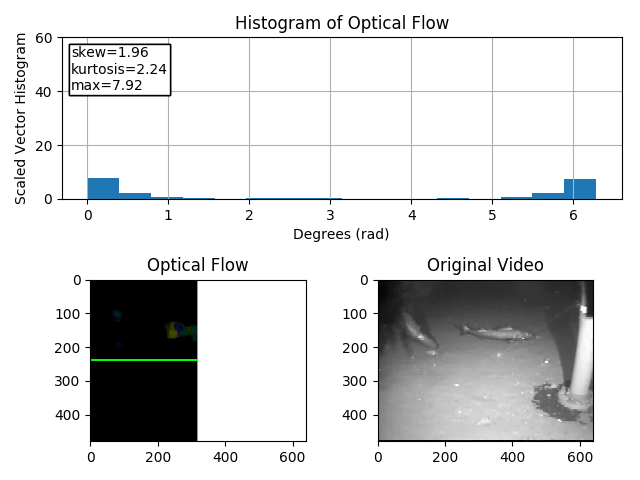 Histogram of Optical Flow
60
40
20
0
Scaled Vector Histogram
skew=1.96
kurtosis=2.24
max=7.92
0 1 2 3 4 5 6
Degrees (rad)
Optical Flow
0
100
200
300
400
0 200 400 600
Original Video
0
100
200
300
400
0 200 400 600